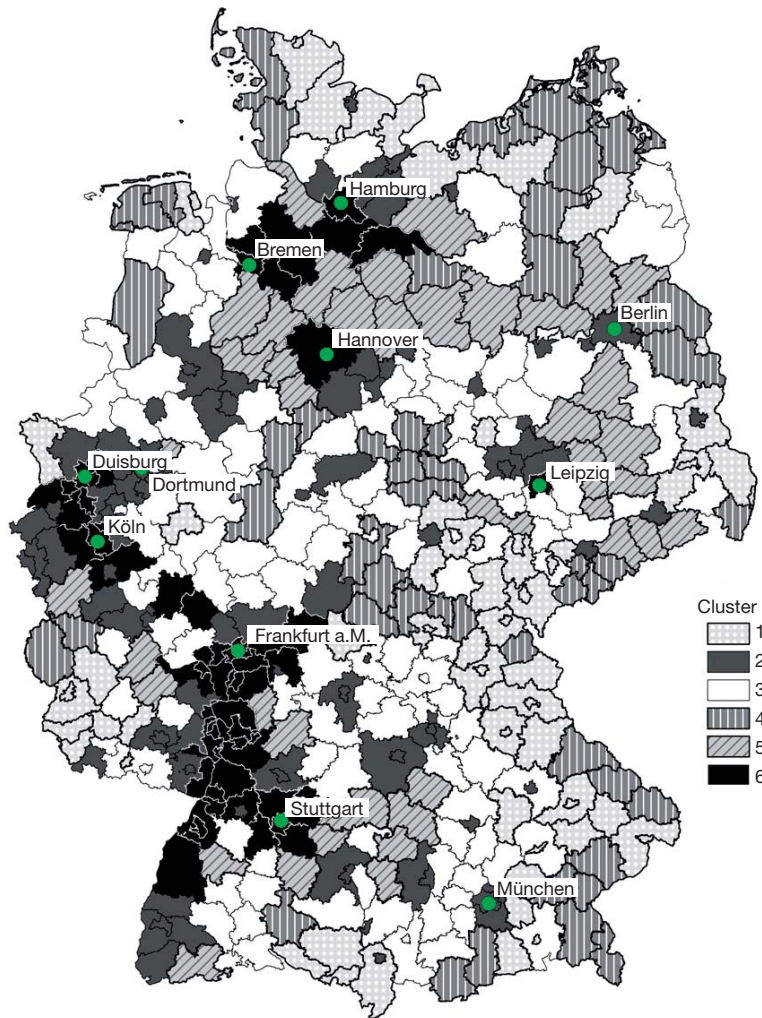 Hamburg
Bremen
Berlin
Hannover
Duisburg
Dortmund
Leipzig
Köln
Frankfurt a.M.
Stuttgart
München
Cluster
1
2
3
4
5
6